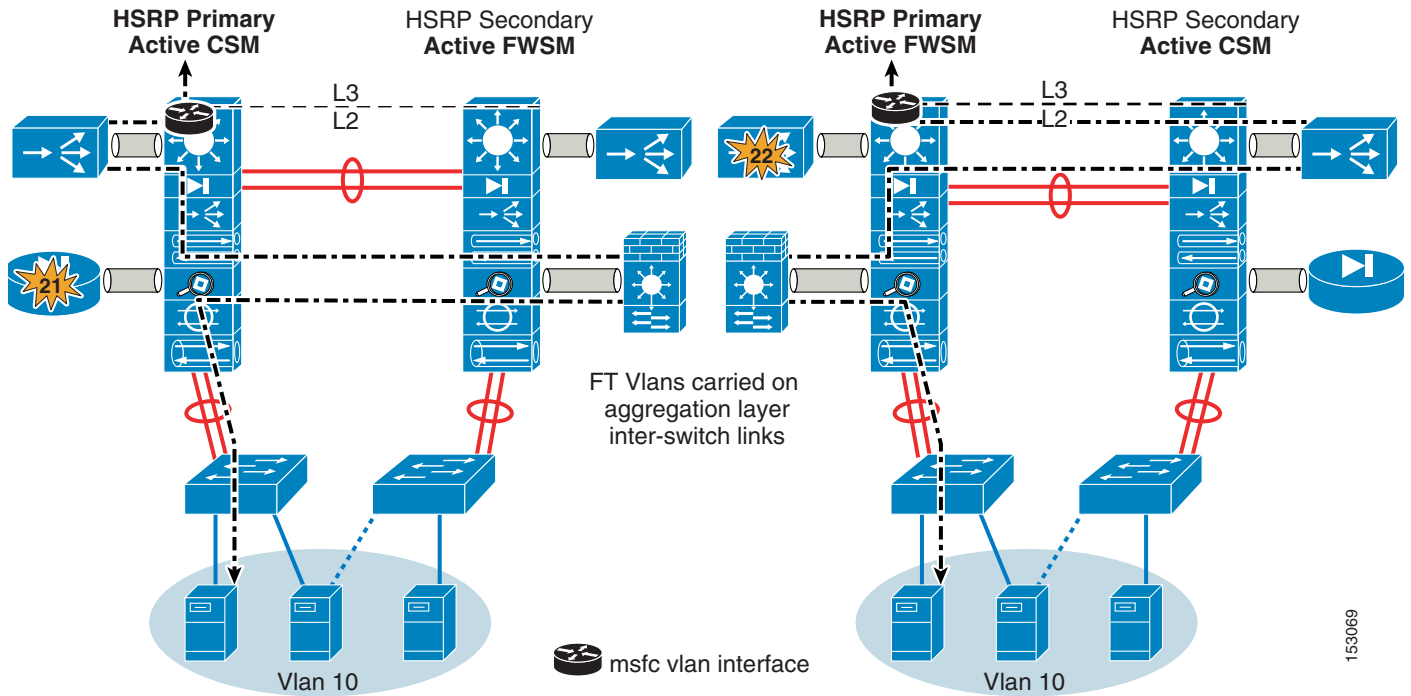 HSRP Primary
Active CSM
HSRP Secondary
Active FWSM
HSRP Primary
Active FWSM
HSRP Secondary
Active CSM
L3
L2
L3
L2
22
21
FT Vlans carried on
aggregation layer
inter-switch links
Vlan 10
msfc vlan interface
Vlan 10
153069